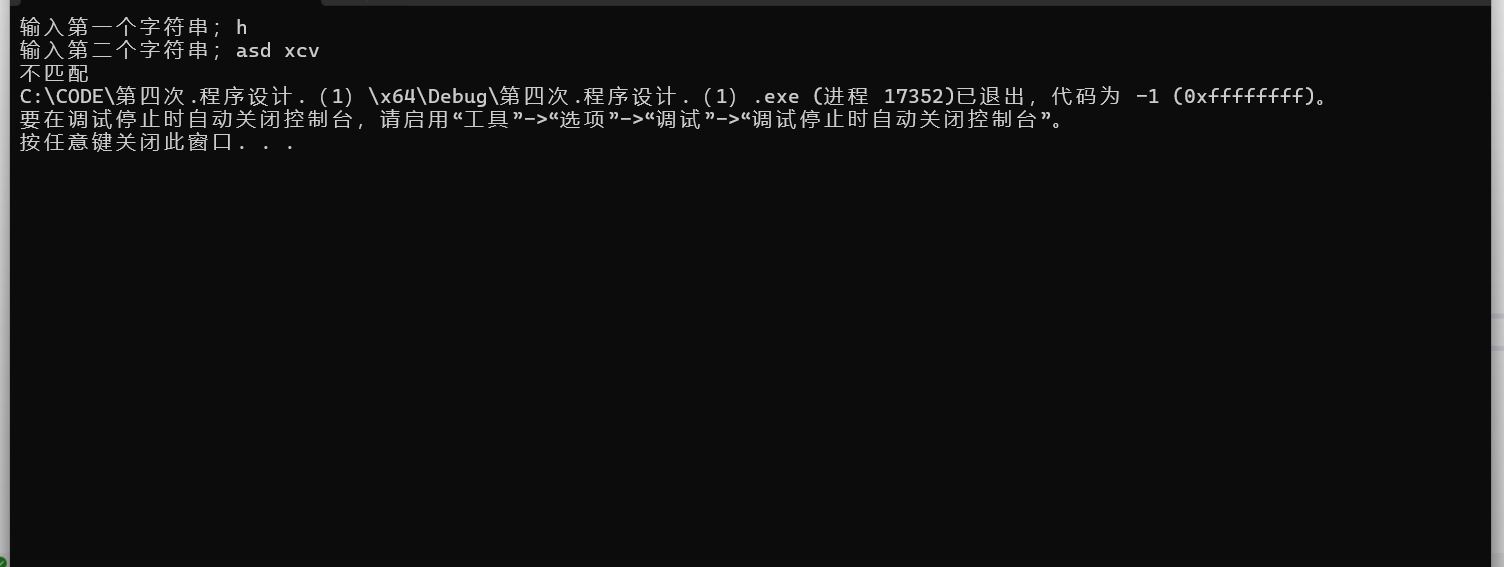 输入第一个字符串；h
输入第二个字符串；asd xcv
不匹配
C:\CODE\第四次.程序设计.（1）\x64\Debug\第四次.程序设计.（1）.exe (进程 17352)已退出，代码为 -1 (0xffffffff)。
要在调试停止时自动关闭控制台，请启用“工具”->“选项”->“调试”->“调试停止时自动关闭控制台”。
按任意键关闭此窗口. . .